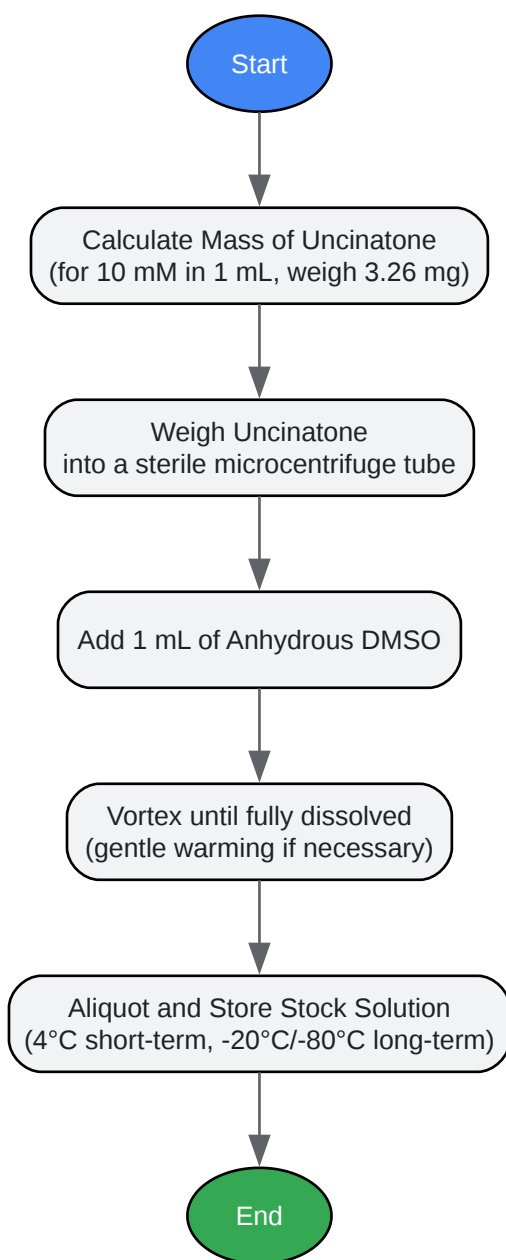 Start
Calculate Mass of Uncinatone
(for 10 mM in 1 mL, weigh 3.26 mg)
Weigh Uncinatone
into a sterile microcentrifuge tube
Add 1 mL of Anhydrous DMSO
Vortex until fully dissolved
(gentle warming if necessary)
Aliquot and Store Stock Solution
(4°C short-term, -20°C/-80°C long-term)
End